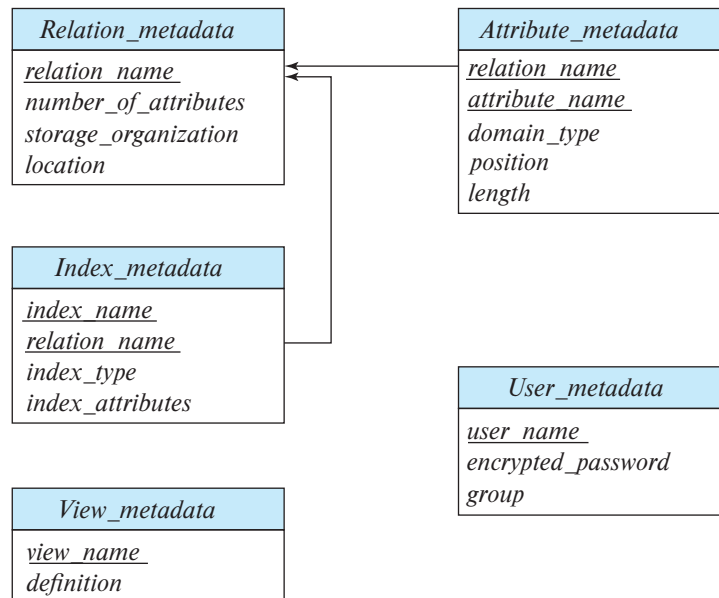 Relation_metadata
relation_name
number_of_attributes
storage_organization
location
Attribute_metadata
relation_name
attribute_name
domain_type
position
length
Index_metadata
index_name
relation_name
index_type
index_attributes
User_metadata
user_name
encrypted_password
group
View_metadata
view_name
definition